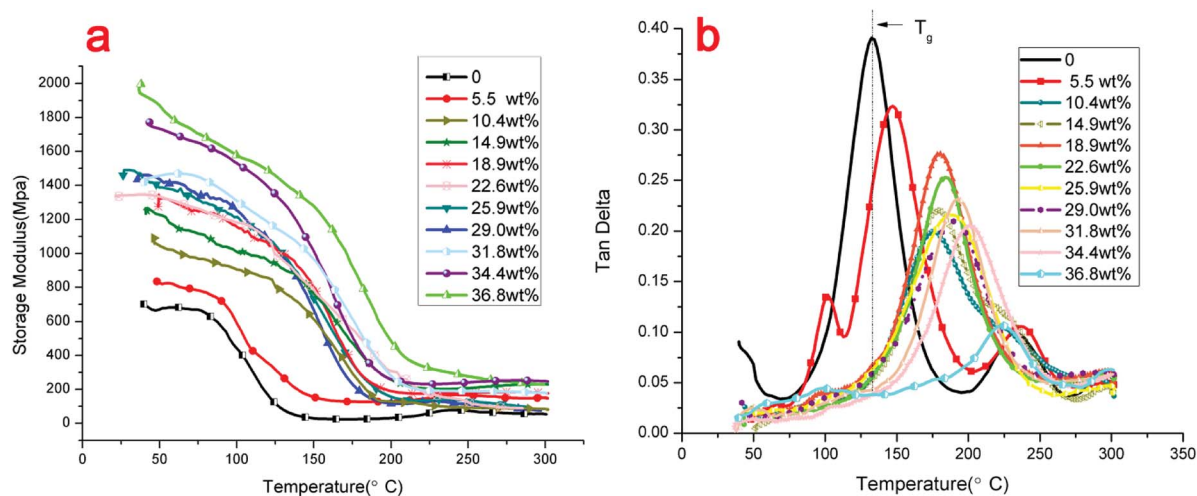 a
Storage Modulus(Mpa)
2000
1800
1600
1400
1200
1000
800
600
400
200
0
0
50
100
150
200
250
300
Temperature(° C)
0
5.5 wt%
10.4wt%
14.9wt%
18.9wt%
22.6wt%
25.9wt%
29.0wt%
31.8wt%
34.4wt%
36.8wt%
b
Tg
Tan Delta
0.40
0.35
0.30
0.25
0.20
0.15
0.10
0.05
0.00
0
50
100
150
200
250
300
350
Temperature(° C)
0
5.5 wt%
10.4wt%
14.9wt%
18.9wt%
22.6wt%
25.9wt%
29.0wt%
31.8wt%
34.4wt%
36.8wt%